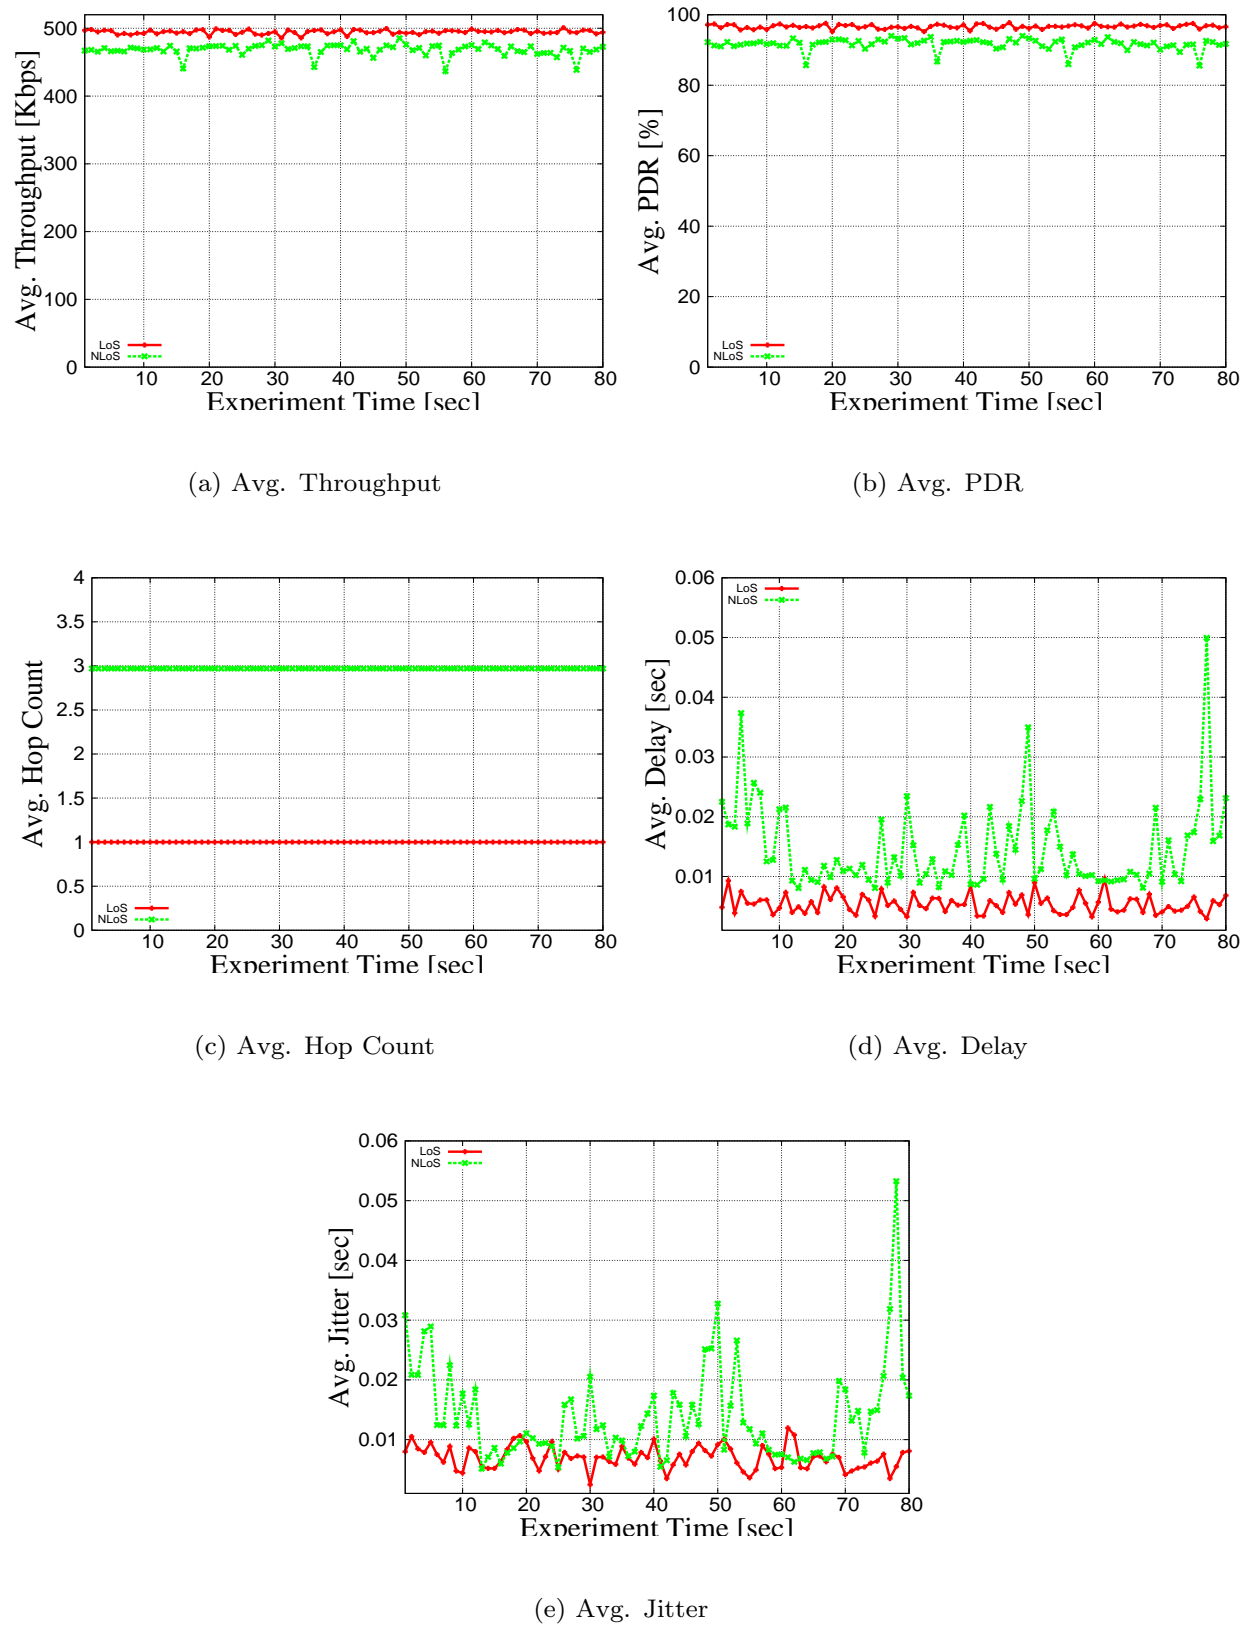 500
400
300
200
100
0
Avg. Throughput [Kbps]
LoS
NLoS
10 20 30 40 50 60 70 80
Experiment Time [sec]
(a) Avg. Throughput
100
80
60
40
20
0
Avg. PDR [%]
LoS
NLoS
10 20 30 40 50 60 70 80
Experiment Time [sec]
(b) Avg. PDR
4
3.5
3
2.5
2
1.5
1
0.5
0
Avg. Hop Count
LoS
NLoS
10 20 30 40 50 60 70 80
Experiment Time [sec]
(c) Avg. Hop Count
0.06
0.05
0.04
0.03
0.02
0.01
Avg. Delay [sec]
LoS
NLoS
10 20 30 40 50 60 70 80
Experiment Time [sec]
(d) Avg. Delay
0.06
0.05
0.04
0.03
0.02
0.01
Avg. Jitter [sec]
LoS
NLoS
10 20 30 40 50 60 70 80
Experiment Time [sec]
(e) Avg. Jitter